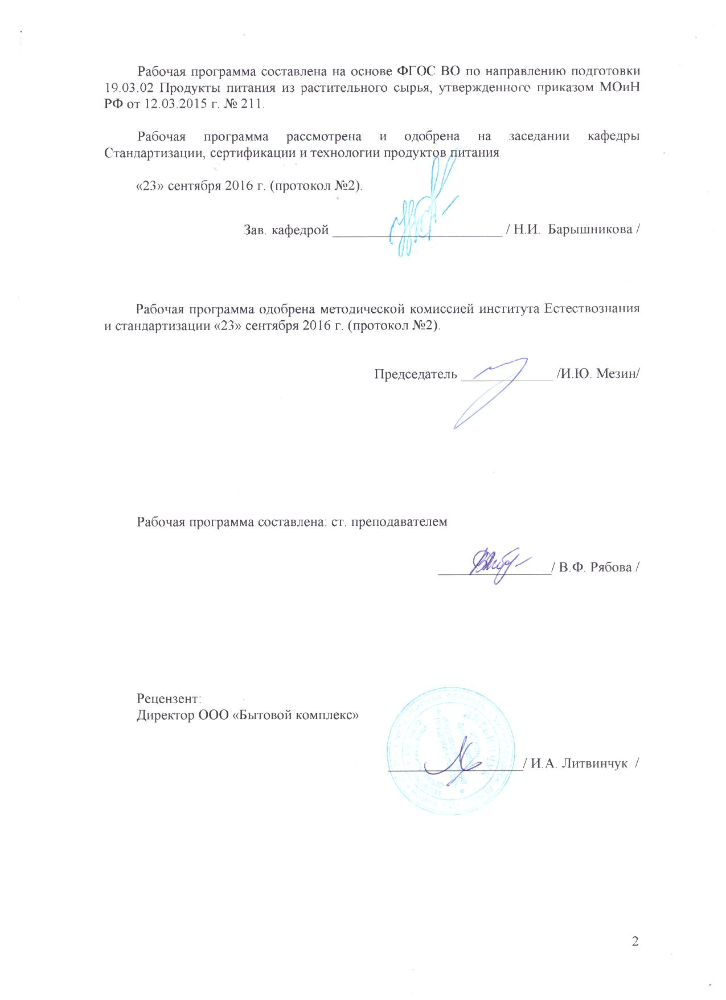 Рабочая программа составлена на основе ФГОС ВО по направлению подготовки
19.03.02 Продукты питания из растительного сырья, утвержденного приказом МОиН
РФ от 12.03.2015 г. № 211.
Рабочая программа рассмотрена и одобрена на заседании кафедры
Стандартизации, сертификации и технологии продуктов питания
«23» сентября 2016 г. (протокол №2).
Зав. кафедрой ________________________ / Н.И. Барышникова /
Рабочая программа одобрена методической комиссией института Естествознания
и стандартизации «23» сентября 2016 г. (протокол №2).
Председатель _____________ /И.Ю. Мезин/
Рабочая программа составлена: ст. преподавателем
________________/ В.Ф. Рябова /
Рецензент:
Директор ООО «Бытовой комплекс»
___________________/ И.А. Литвинчук /
2